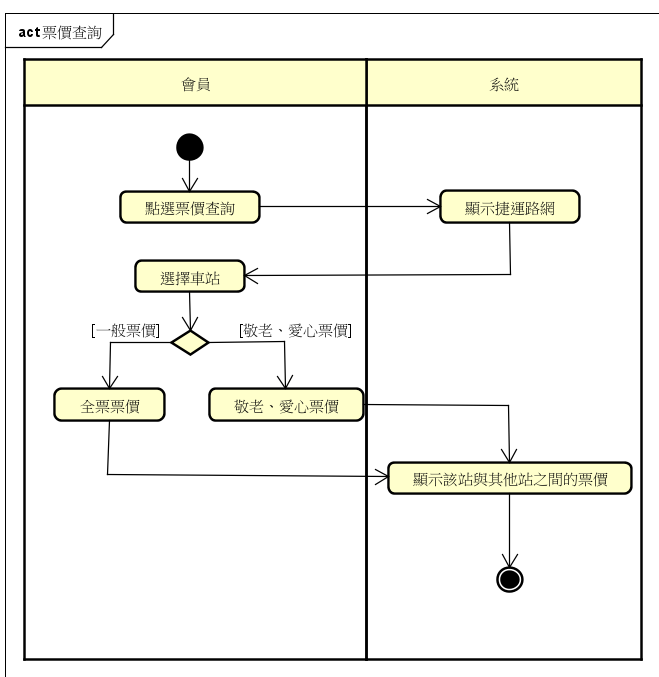 act 票價查詢
會員
系統
點選票價查詢
顯示捷運路網
選擇車站
[一般票價]
[敬老、愛心票價]
全票票價
敬老、愛心票價
顯示該站與其他站之間的票價